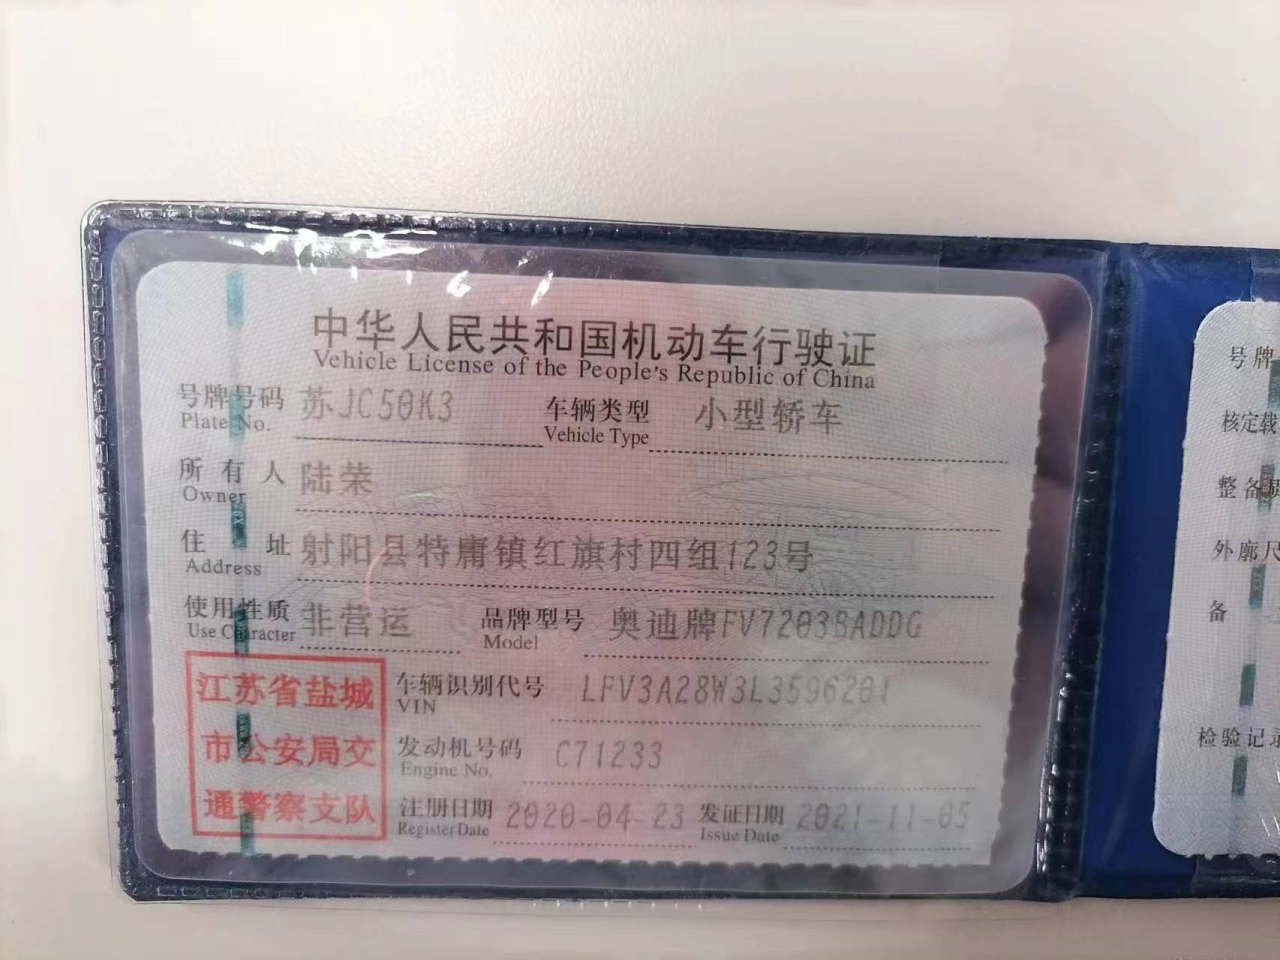 中华人民共和国机动车行驶证
Vehicle License of the People's Republic of China
号牌号码 苏JC50K3 车辆类型 小型轿车
Plate No. Vehicle Type
所有人 陆荣
Owner
住址 射阳县特庸镇红旗村四组123号
Address
使用性质 非营运 品牌型号 奥迪牌FV7203BADDG
Use Character Model
江苏省盐城
市公安局交
通警察支队
车辆识别代号 LFV3A28W3L3596201
VIN
发动机号码 C71233
Engine No.
注册日期 2020-04-23 发证日期 2021-11-05
Register Date Issue Date
号牌
核定载
整备质
外廓尺
备
检验记录